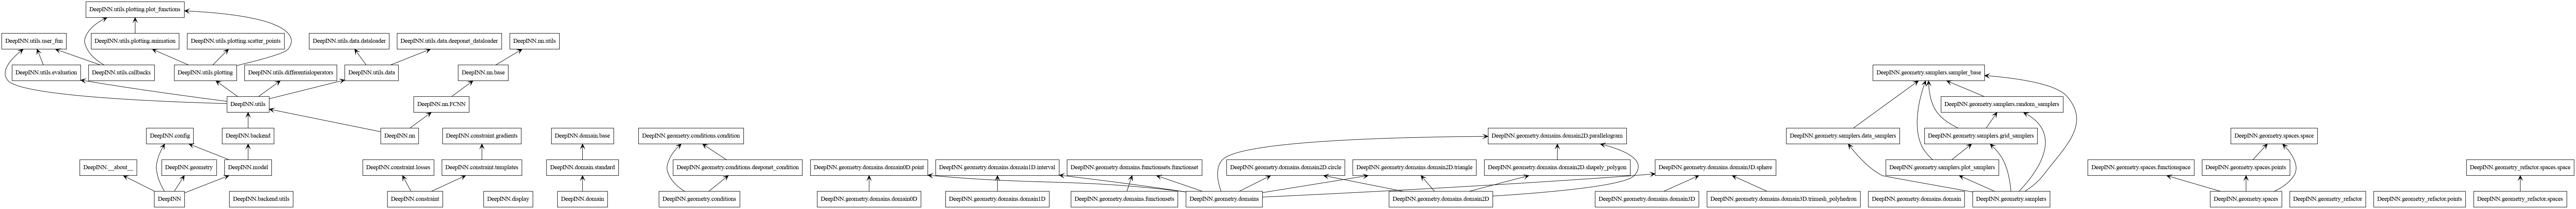 DeepINN.utils.plotting.plot_functions
DeepINN.utils.user_fun
DeepINN.utils.plotting.mimation
DeepINN.utils.plotting.scatter_points
DeepINN.utils.data.dataloader
DeepINN.utils.data.deeponet_dataloader
DeepINN.nn.utils
DeepINN.utils.evaluation
DeepINN.utils.callbacks
DeepINN.utils.plotting
DeepINN.utils.differentialoperators
DeepINN.utils.data
DeepINN.nn.base
DeepINN.geometry.samplers.sampler_base
DeepINN.utils
DeepINN.nn.FCNN
DeepINN.geometry.samplers.random_samplers
DeepINN.config
DeepINN.backend
DeepINN.nn
DeepINN.constraint.gradients
DeepINN.domain.base
DeepINN.geometry.conditions.condition
DeepINN.geometry.domains.domain2D.parallelogram
DeepINN.geometry.samplers.data_samplers
DeepINN.geometry.samplers.grid_samplers
DeepINN.geometry.spaces.space
DeepINN.__about__
DeepINN.geometry
DeepINN.model
DeepINN.constraint.losses
DeepINN.constraint.templates
DeepINN.domain.standard
DeepINN.geometry.conditions.deeponet_condition
DeepINN.geometry.domains.domain0D.point
DeepINN.geometry.domains.domain1D.interval
DeepINN.geometry.domains.functionsets.functionset
DeepINN.geometry.domains.domain2D.circle
DeepINN.geometry.domains.domain2D.triangle
DeepINN.geometry.domains.domain2D.shapely_polygon
DeepINN.geometry.domains.domain3D.sphere
DeepINN.geometry.samplers.plot_samplers
DeepINN.geometry.spaces.functionspace
DeepINN.geometry.spaces.points
DeepINN.geometry_refactor.spaces.space
DeepINN
DeepINN.backend.utils
DeepINN.constraint
DeepINN.display
DeepINN.domain
DeepINN.geometry.conditions
DeepINN.geometry.domains.domain0D
DeepINN.geometry.domains.domain1D
DeepINN.geometry.domains.functionsets
DeepINN.geometry.domains
DeepINN.geometry.domains.domain2D
DeepINN.geometry.domains.domain3D
DeepINN.geometry.domains.domain3D.trimesh_polyhedron
DeepINN.geometry.domains.domain
DeepINN.geometry.samplers
DeepINN.geometry.spaces
DeepINN.geometry_refactor
DeepINN.geometry_refactor.points
DeepINN.geometry_refactor.spaces